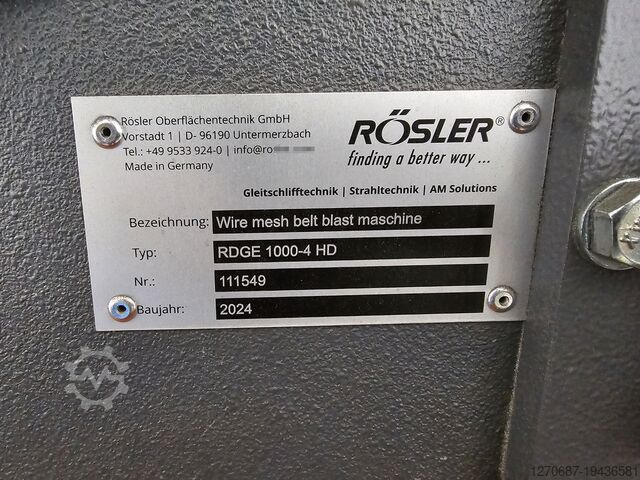 Rösler Oberflächentechnik GmbH
Vorstadt 1 | D- 96190 Untermerzbach
Tel.: +49 9533 924-0 | info@ro
Made in Germany
RÖSLER®
finding a better way ...
Gleitschlifftechnik | Strahltechnik | AM Solutions
Bezeichnung: Wire mesh belt blast maschine
Typ: RDGE 1000-4 HD
Nr.: 111549
Baujahr: 2024
1270687-19436581